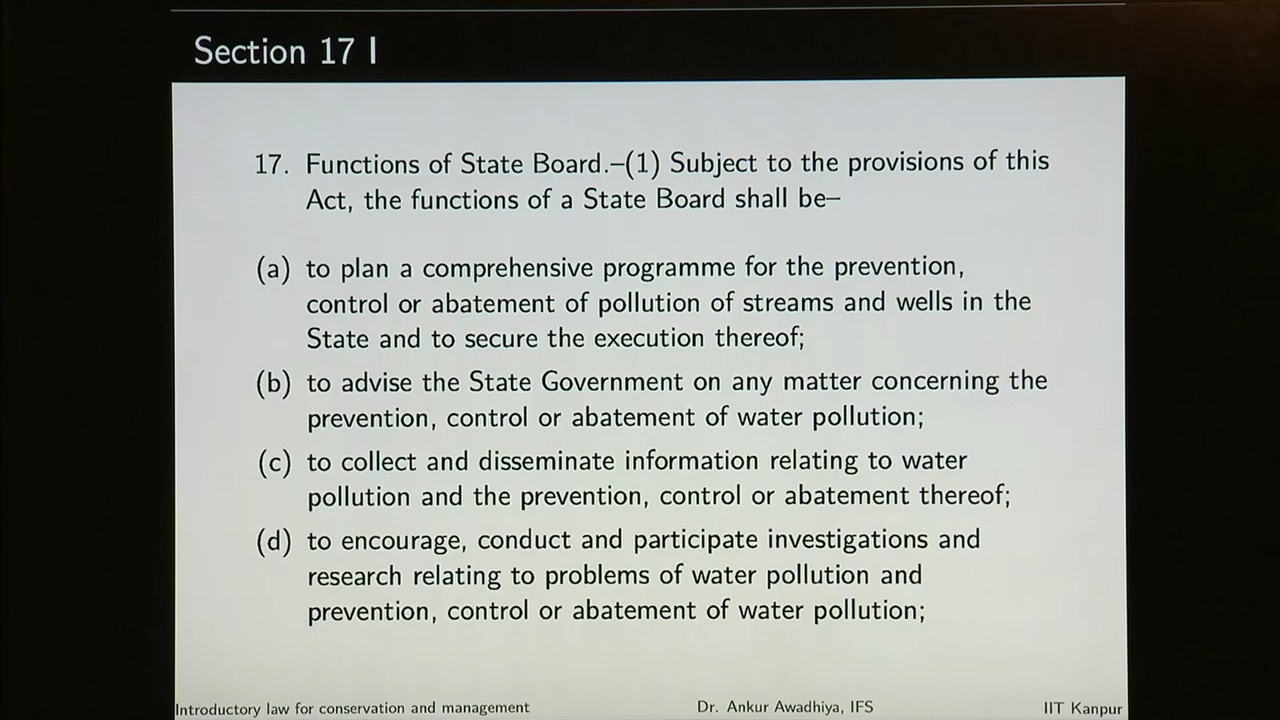 Section 17 I
17. Functions of State Board.–(1) Subject to the provisions of this
Act, the functions of a State Board shall be–
(a) to plan a comprehensive programme for the prevention,
control or abatement of pollution of streams and wells in the
State and to secure the execution thereof;
(b) to advise the State Government on any matter concerning the
prevention, control or abatement of water pollution;
(c) to collect and disseminate information relating to water
pollution and the prevention, control or abatement thereof;
(d) to encourage, conduct and participate investigations and
research relating to problems of water pollution and
prevention, control or abatement of water pollution;
Introductory law for conservation and management Dr. Ankur Awadhiya, IFS IIT Kanpur